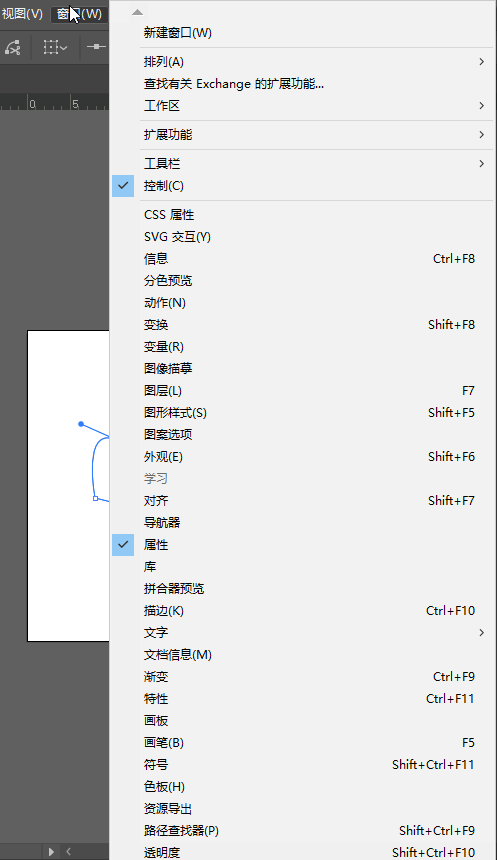 视图(V)
窗口(W)
0
5
新建窗口(W)
排列(A)
查找有关 Exchange 的扩展功能...
工作区
扩展功能
工具栏
控制(C)
CSS 属性
SVG 交互(Y)
信息 Ctrl+F8
分色预览
动作(N)
变换 Shift+F8
变量(R)
图像描摹
图层(L) F7
图形样式(S) Shift+F5
图案选项
外观(E) Shift+F6
学习
对齐 Shift+F7
导航器
属性
库
拼合器预览
描边(K) Ctrl+F10
文字
文档信息(M)
渐变 Ctrl+F9
特性 Ctrl+F11
画板
画笔(B) F5
符号 Shift+Ctrl+F11
色板(H)
资源导出
路径查找器(P) Shift+Ctrl+F9
透明度 Shift+Ctrl+F10